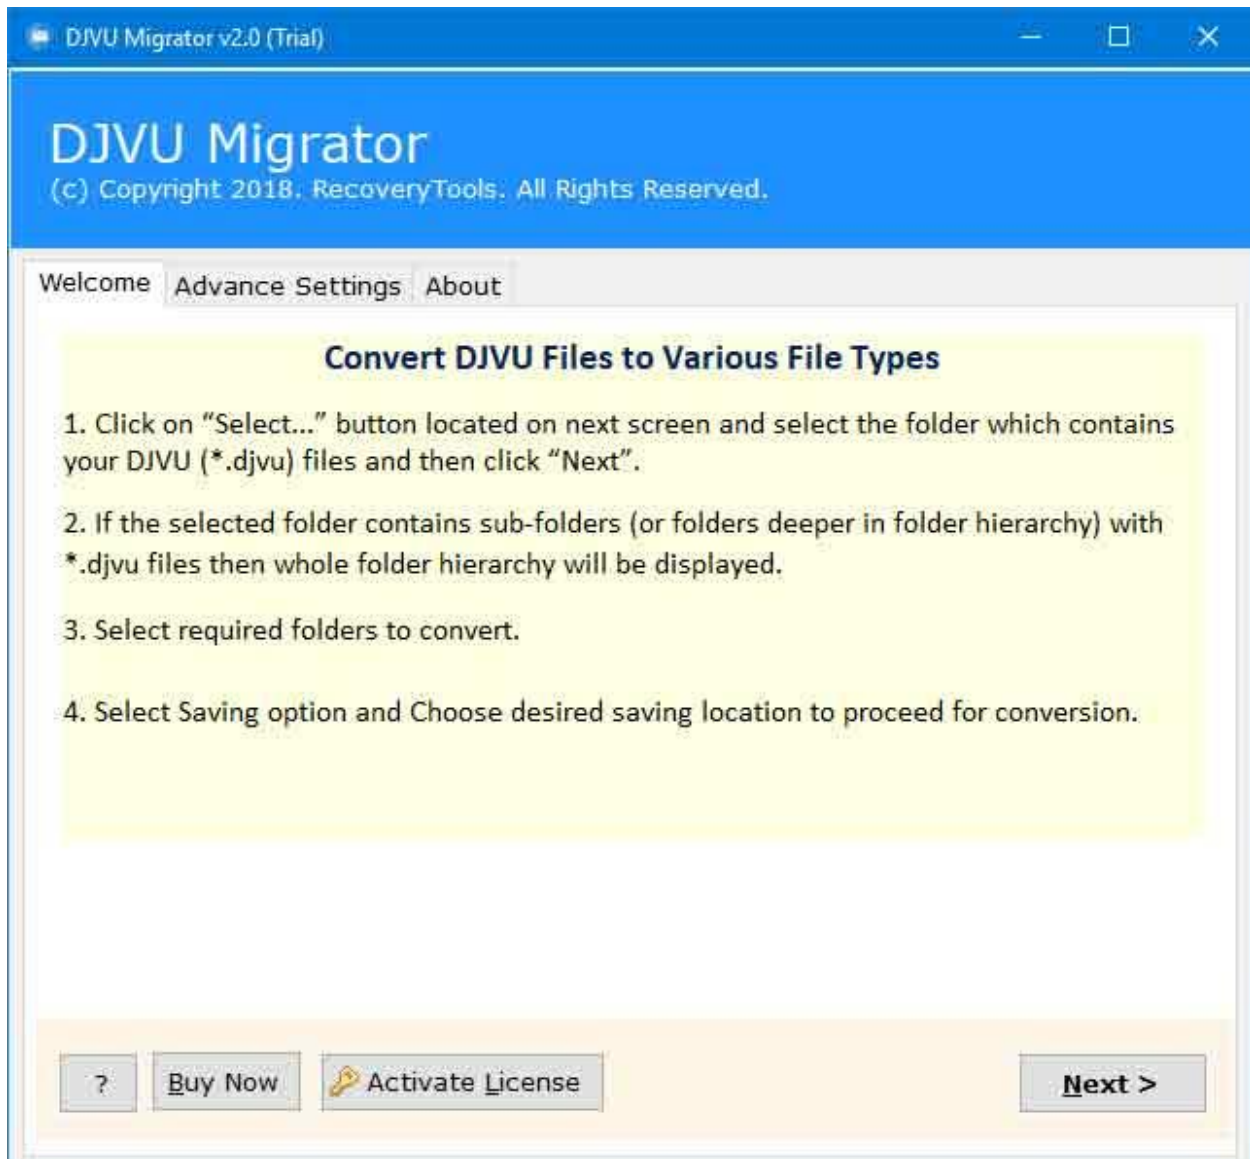 DJVU Migrator v2.0 (Trial)
DJVU Migrator
(c) Copyright 2018. RecoveryTools. All Rights Reserved.
Welcome Advance Settings About
Convert DJVU Files to Various File Types
1. Click on “Select...” button located on next screen and select the folder which contains
your DJVU (*.djvu) files and then click “Next”.
2. If the selected folder contains sub-folders (or folders deeper in folder hierarchy) with
*.djvu files then whole folder hierarchy will be displayed.
3. Select required folders to convert.
4. Select Saving option and Choose desired saving location to proceed for conversion.
? Buy Now Activate License Next >